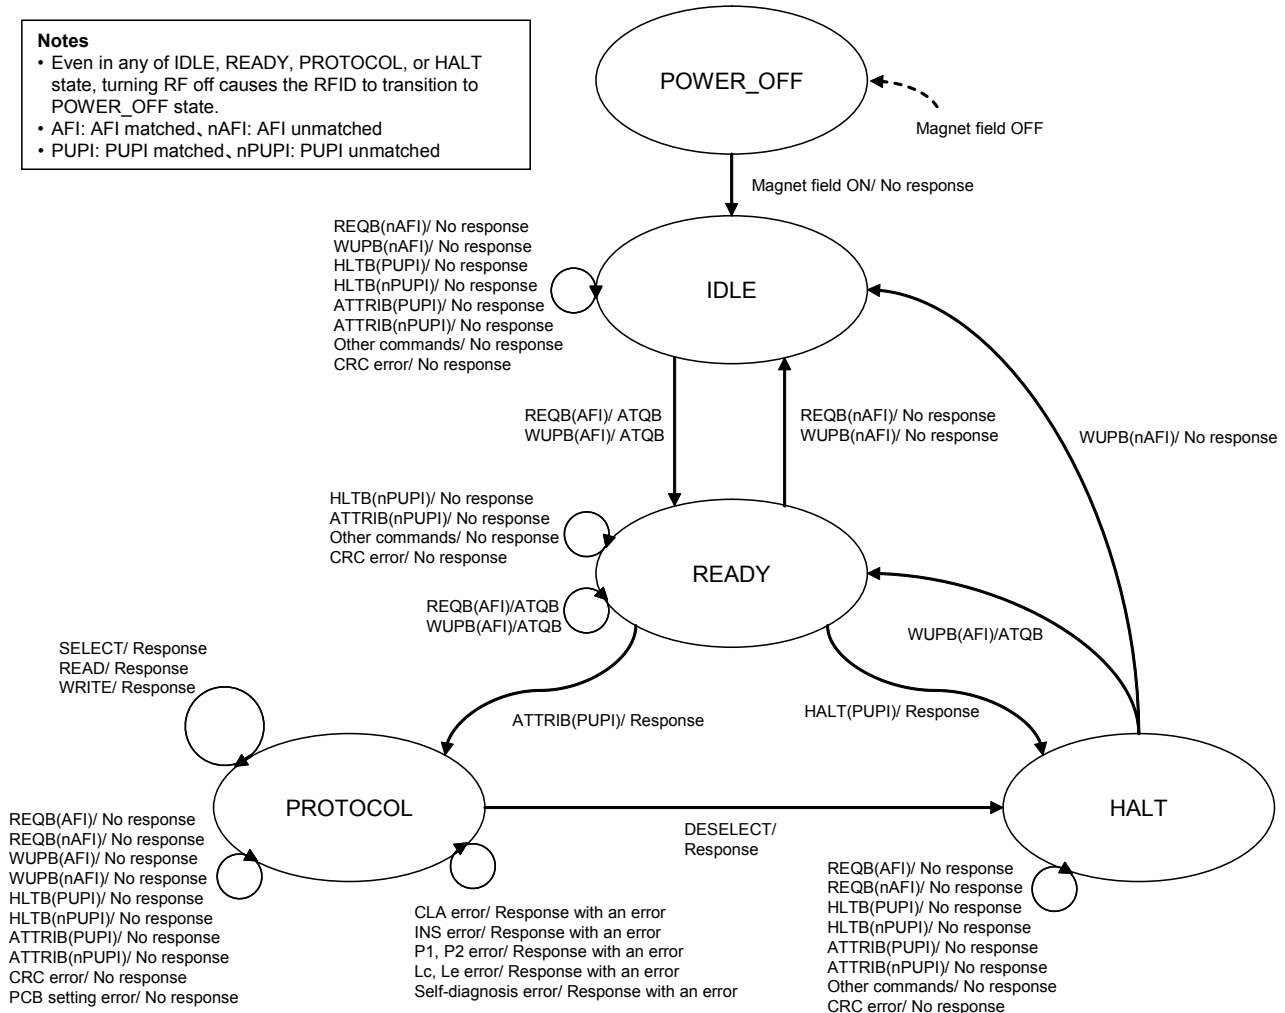 Notes
• Even in any of IDLE, READY, PROTOCOL, or HALT
state, turning RF off causes the RFID to transition to
POWER_OFF state.
• AFI: AFI matched、nAFI: AFI unmatched
• PUPI: PUPI matched、nPUPI: PUPI unmatched
POWER_OFF
Magnet field OFF
Magnet field ON/ No response
REQB(nAFI)/ No response
WUPB(nAFI)/ No response
HLTB(PUPI)/ No response
HLTB(nPUPI)/ No response
ATTRIB(PUPI)/ No response
ATTRIB(nPUPI)/ No response
Other commands/ No response
CRC error/ No response
IDLE
REQB(AFI)/ ATQB
WUPB(AFI)/ ATQB
REQB(nAFI)/ No response
WUPB(nAFI)/ No response
WUPB(nAFI)/ No response
HLTB(nPUPI)/ No response
ATTRIB(nPUPI)/ No response
Other commands/ No response
CRC error/ No response
READY
REQB(AFI)/ATQB
WUPB(AFI)/ATQB
WUPB(AFI)/ATQB
SELECT/ Response
READ/ Response
WRITE/ Response
ATTRIB(PUPI)/ Response
HALT(PUPI)/ Response
PROTOCOL
HALT
DESELECT/
Response
REQB(AFI)/ No response
REQB(nAFI)/ No response
WUPB(AFI)/ No response
WUPB(nAFI)/ No response
HLTB(PUPI)/ No response
HLTB(nPUPI)/ No response
ATTRIB(PUPI)/ No response
ATTRIB(nPUPI)/ No response
CRC error/ No response
PCB setting error/ No response
CLA error/ Response with an error
INS error/ Response with an error
P1, P2 error/ Response with an error
Lc, Le error/ Response with an error
Self-diagnosis error/ Response with an error
REQB(AFI)/ No response
REQB(nAFI)/ No response
HLTB(PUPI)/ No response
HLTB(nPUPI)/ No response
ATTRIB(PUPI)/ No response
ATTRIB(nPUPI)/ No response
Other commands/ No response
CRC error/ No response